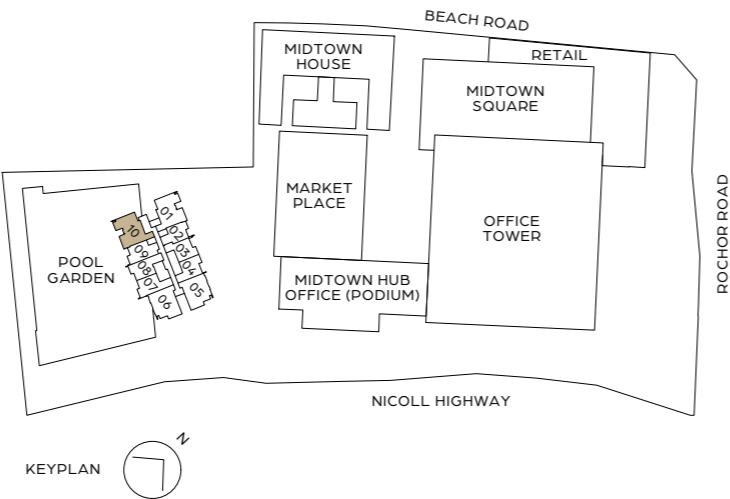 BEACH ROAD
MIDTOWN
HOUSE
RETAIL
MIDTOWN
SQUARE
MARKET
PLACE
OFFICE
TOWER
ROCHOR ROAD
01
02
03
04
05
10
09
08
07
06
POOL
GARDEN
MIDTOWN HUB
OFFICE (PODIUM)
NICOLL HIGHWAY
N
KEYPLAN